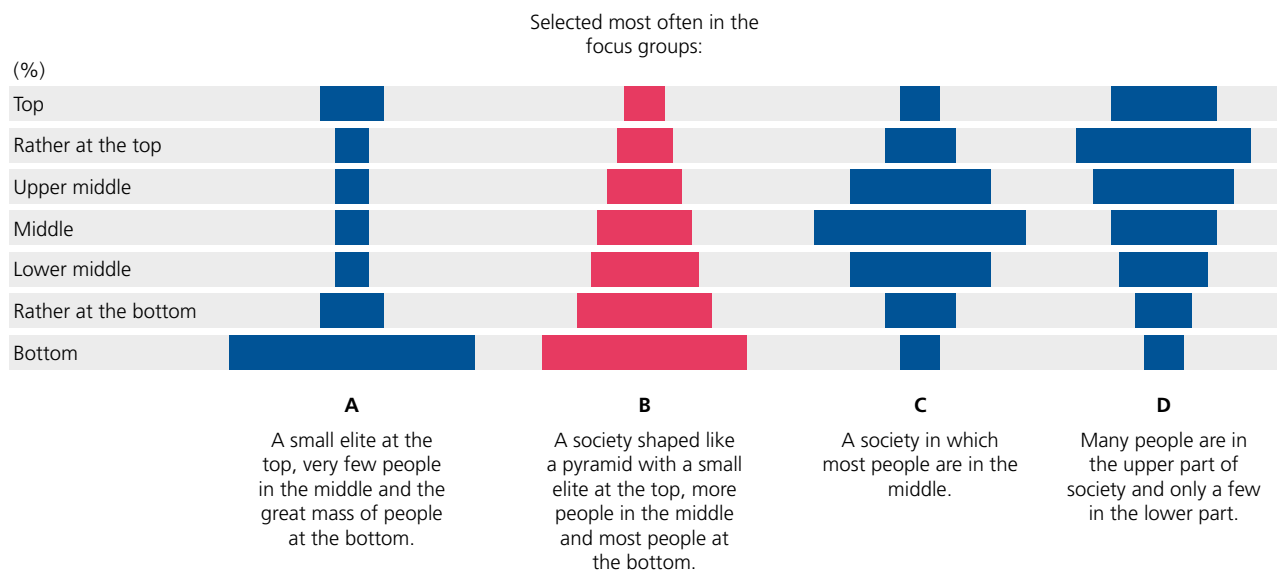 Selected most often in the
focus groups:
(%)
Top
Rather at the top
Upper middle
Middle
Lower middle
Rather at the bottom
Bottom
A
A small elite at the
top, very few people
in the middle and the
great mass of people
at the bottom.
B
A society shaped like
a pyramid with a small
elite at the top, more
people in the middle
and most people at
the bottom.
C
A society in which
most people are in the
middle.
D
Many people are in
the upper part of
society and only a few
in the lower part.